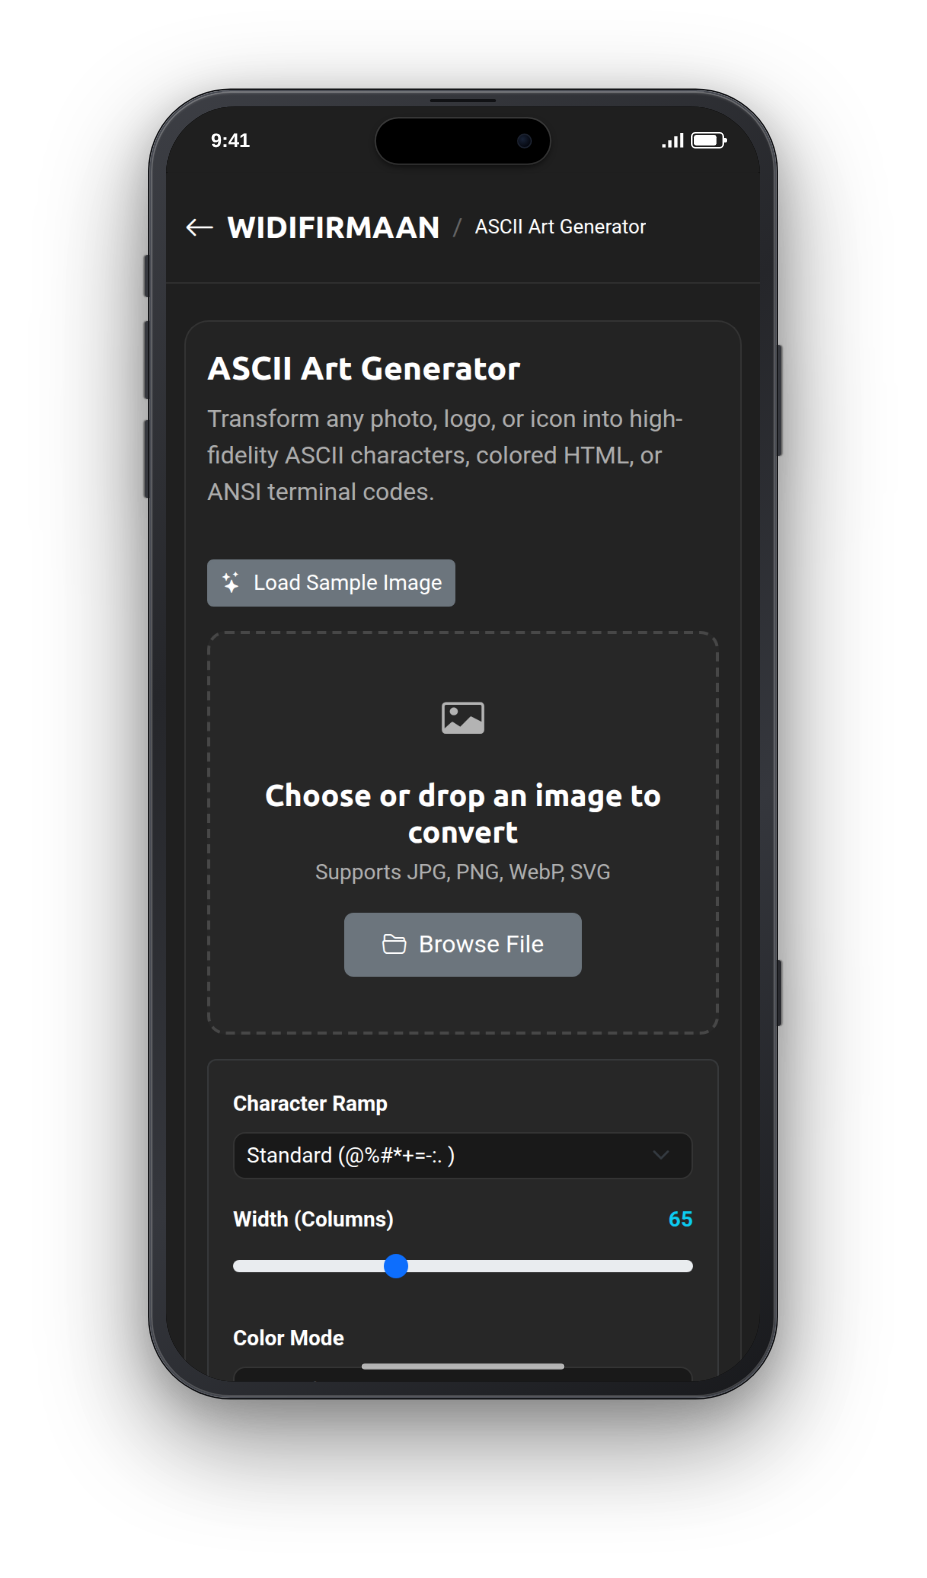 9:41
WIDIFIRMAAN / ASCII Art Generator
ASCII Art Generator
Transform any photo, logo, or icon into high-
fidelity ASCII characters, colored HTML, or
ANSI terminal codes.
Load Sample Image
Choose or drop an image to
convert
Supports JPG, PNG, WebP, SVG
Browse File
Character Ramp
Standard (@%#*+=-:. )
Width (Columns) 65
Color Mode